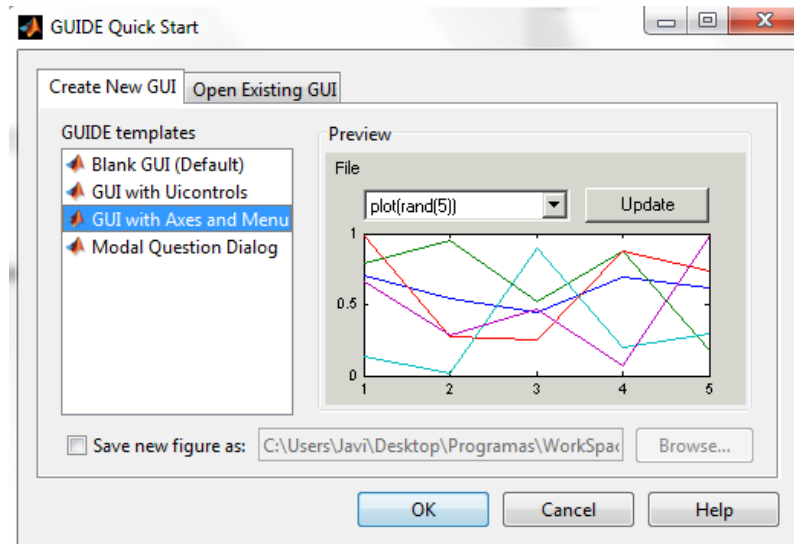 GUIDE Quick Start
Create New GUI
Open Existing GUI
GUIDE templates
Blank GUI (Default)
GUI with Uicontrols
GUI with Axes and Menu
Modal Question Dialog
Preview
File
plot(rand(5))
Update
1
0.5
0
1 2 3 4 5
Save new figure as: C:\Users\Javi\Desktop\Programas\WorkSpac Browse...
OK Cancel Help